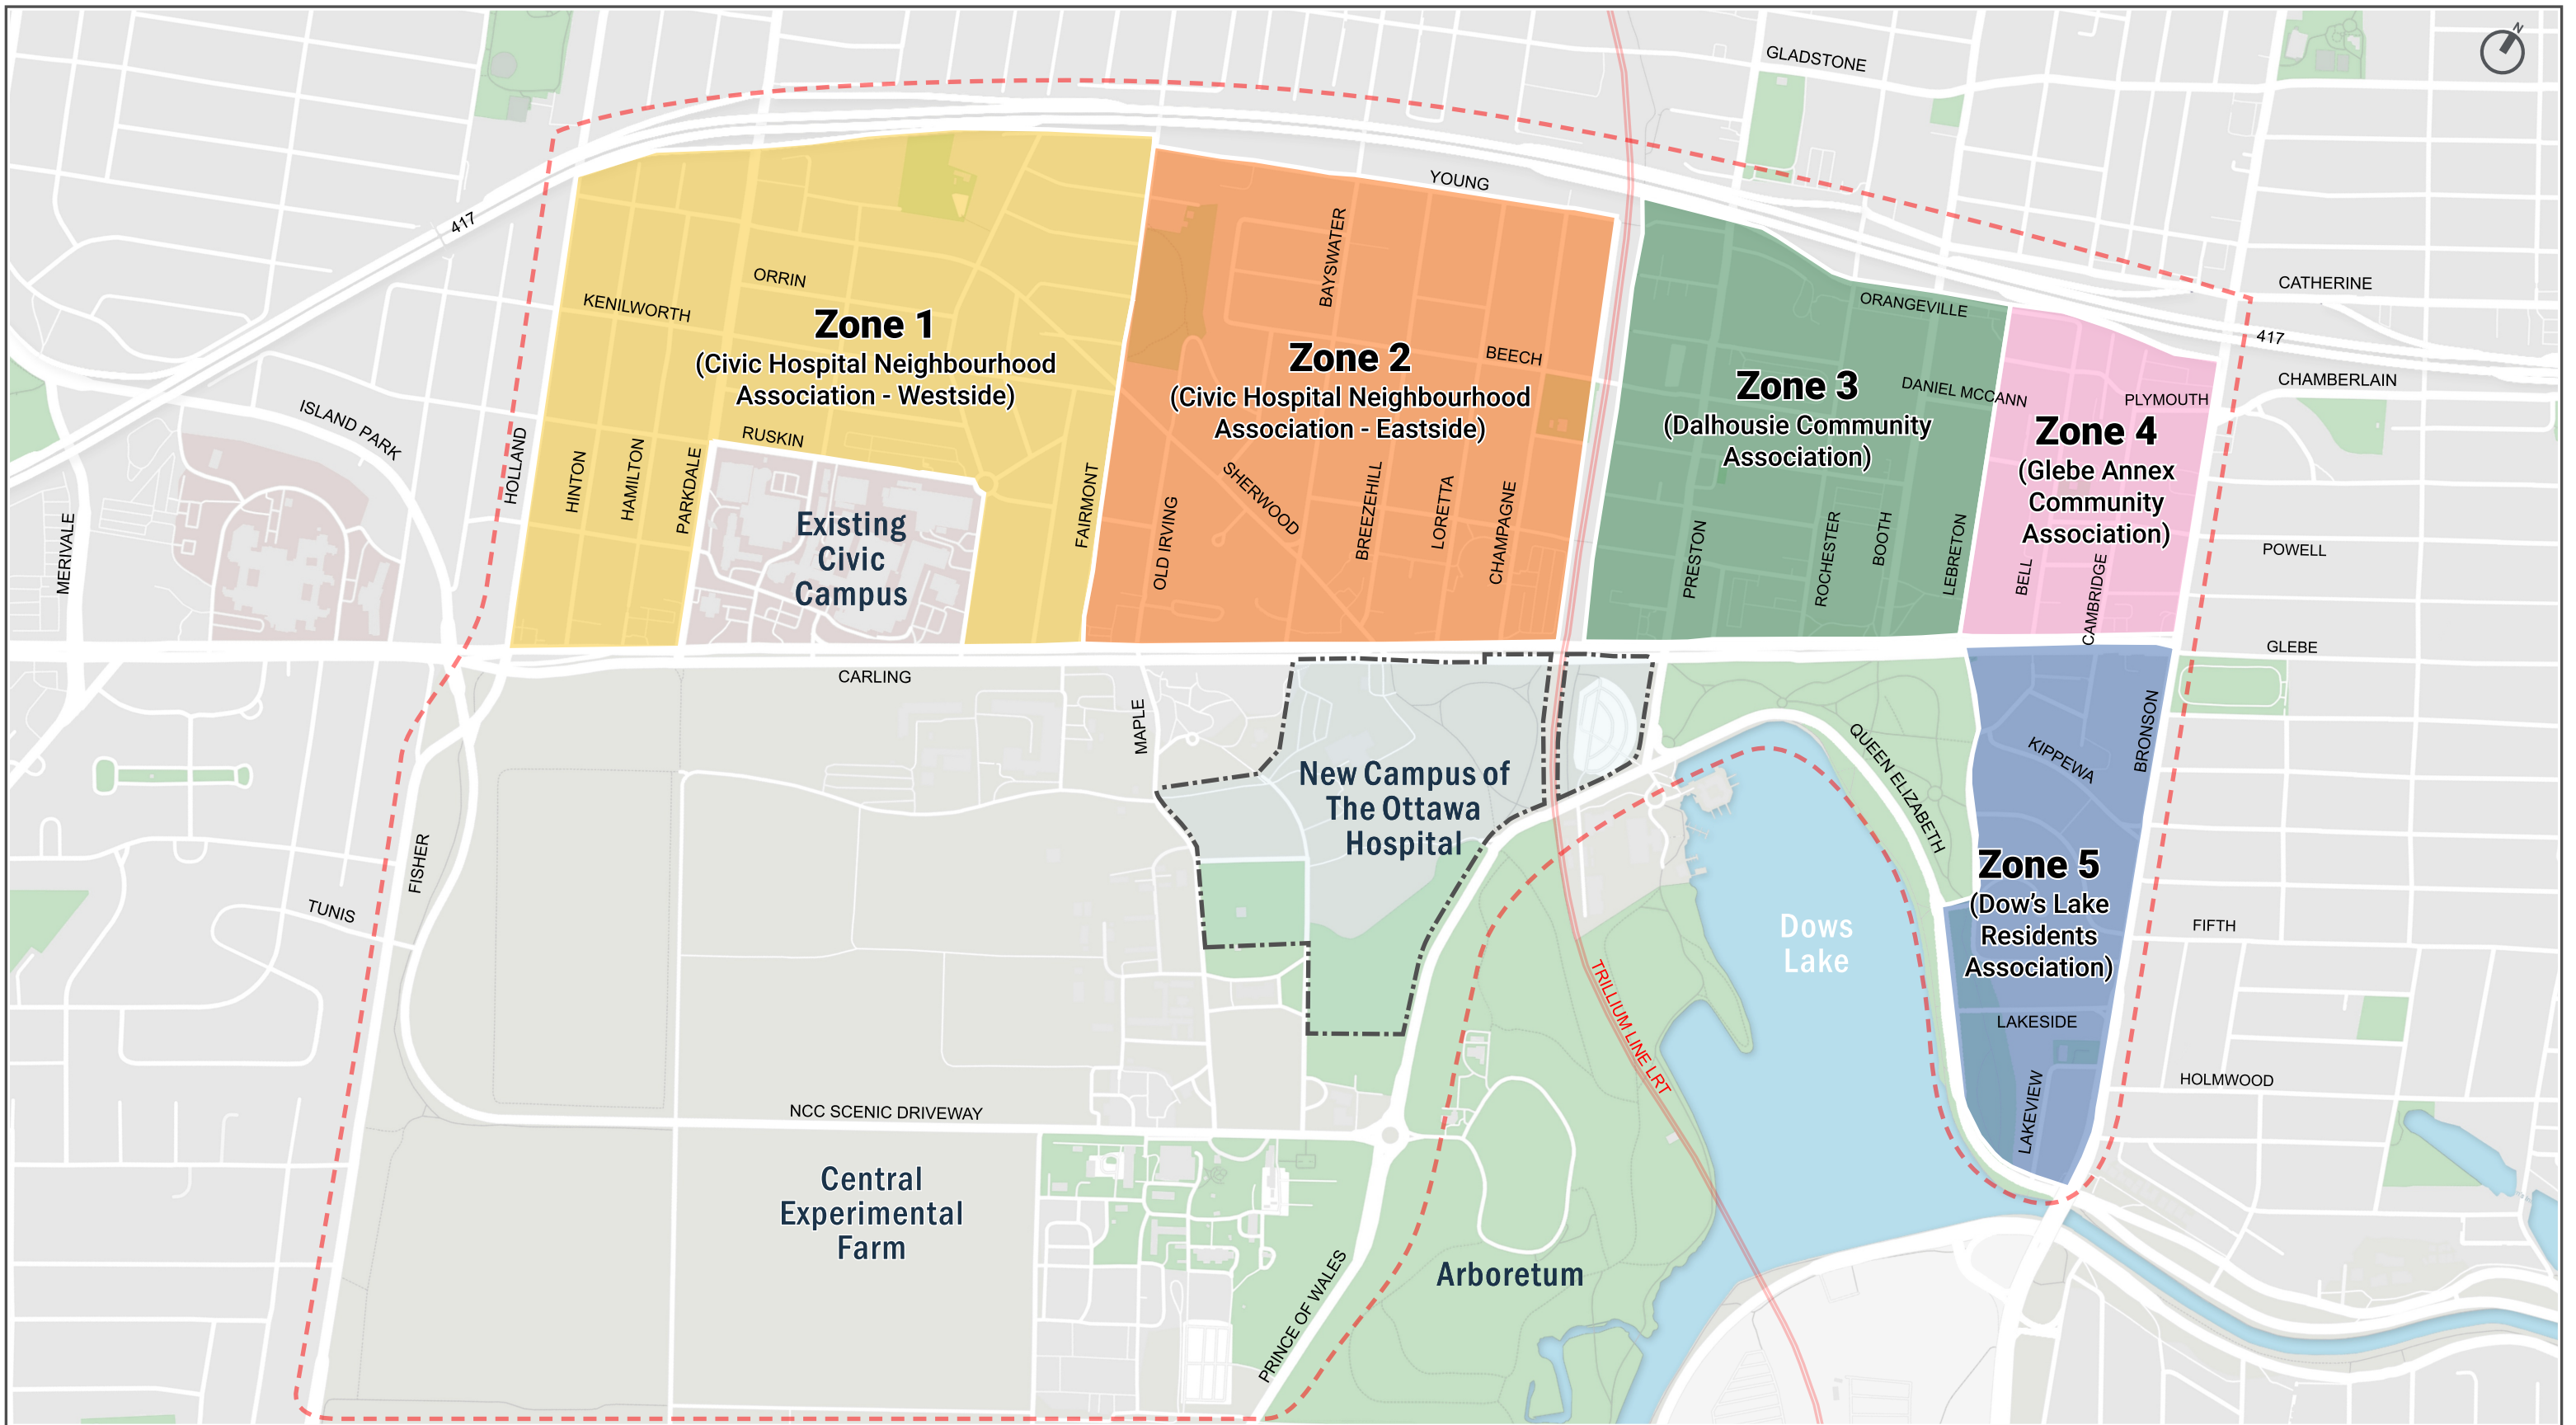 N
GLADSTONE
417
YOUNG
BAYSWATER
ORRIN
KENILWORTH
Zone 1
(Civic Hospital Neighbourhood
Association - Westside)
Zone 2
(Civic Hospital Neighbourhood
Association - Eastside)
BEECH
Zone 3
(Dalhousie Community
Association)
ORANGEVILLE
DANIEL MCCANN
CATHERINE
417
CHAMBERLAIN
PLYMOUTH
Zone 4
(Glebe Annex
Community
Association)
ISLAND PARK
HOLLAND
HINTON
HAMILTON
PARKDALE
RUSKIN
Existing
Civic
Campus
FAIRMONT
OLD IRVING
SHERWOOD
BREEZEHILL
LORETTA
CHAMPAGNE
PRESTON
ROCHESTER
BOOTH
LEBRETON
BELL
CAMBRIDGE
POWELL
MERIVALE
GLEBE
CARLING
MAPLE
New Campus of
The Ottawa
Hospital
QUEEN ELIZABETH
KIPPEWA
BRONSON
FISHER
TUNIS
Zone 5
(Dow's Lake
Residents
Association)
Dows
Lake
FIFTH
TRILLIUM LINE LRT
LAKESIDE
LAKEVIEW
HOLMWOOD
NCC SCENIC DRIVEWAY
Central
Experimental
Farm
PRINCE OF WALES
Arboretum